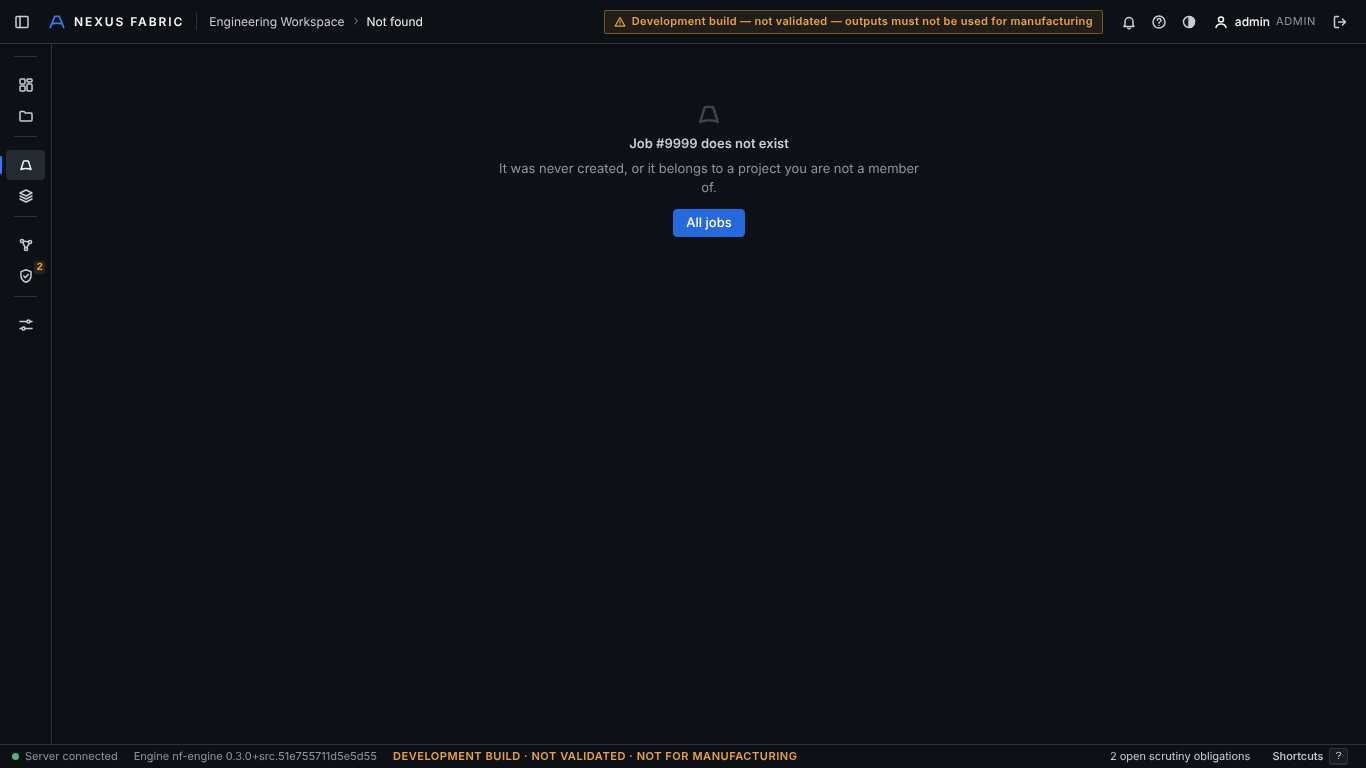 NEXUS FABRIC
Engineering Workspace > Not found
Development build — not validated — outputs must not be used for manufacturing
admin ADMIN
Job #9999 does not exist
It was never created, or it belongs to a project you are not a member
of.
All jobs
2
Server connected
Engine nf-engine 0.3.0+src.51e755711d5e5d55
DEVELOPMENT BUILD · NOT VALIDATED · NOT FOR MANUFACTURING
2 open scrutiny obligations
Shortcuts ?